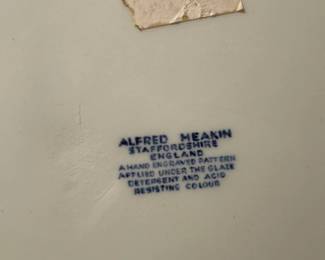 ALFRED MEAKIN
STAFFORDSHIRE
ENGLAND
A HAND ENGRAVED PATTERN
APPLIED UNDER THE GLAZE
DETERGENT AND ACID
RESISTING COLOUR